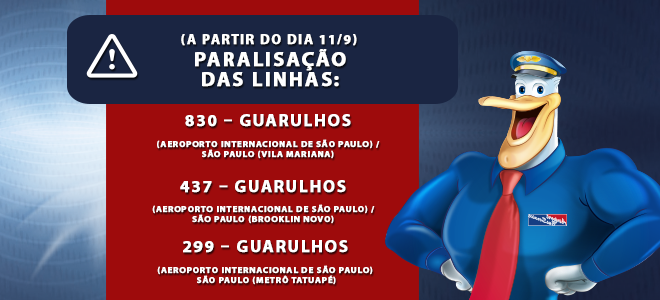 (A PARTIR DO DIA 11/9)
PARALISAÇÃO
DAS LINHAS:
830 – GUARULHOS
(AEROPORTO INTERNACIONAL DE SÃO PAULO) /
SÃO PAULO (VILA MARIANA)
437 – GUARULHOS
(AEROPORTO INTERNACIONAL DE SÃO PAULO) /
SÃO PAULO (BROOKLIN NOVO)
299 – GUARULHOS
(AEROPORTO INTERNACIONAL DE SÃO PAULO)
SÃO PAULO (METRÔ TATUAPÉ)